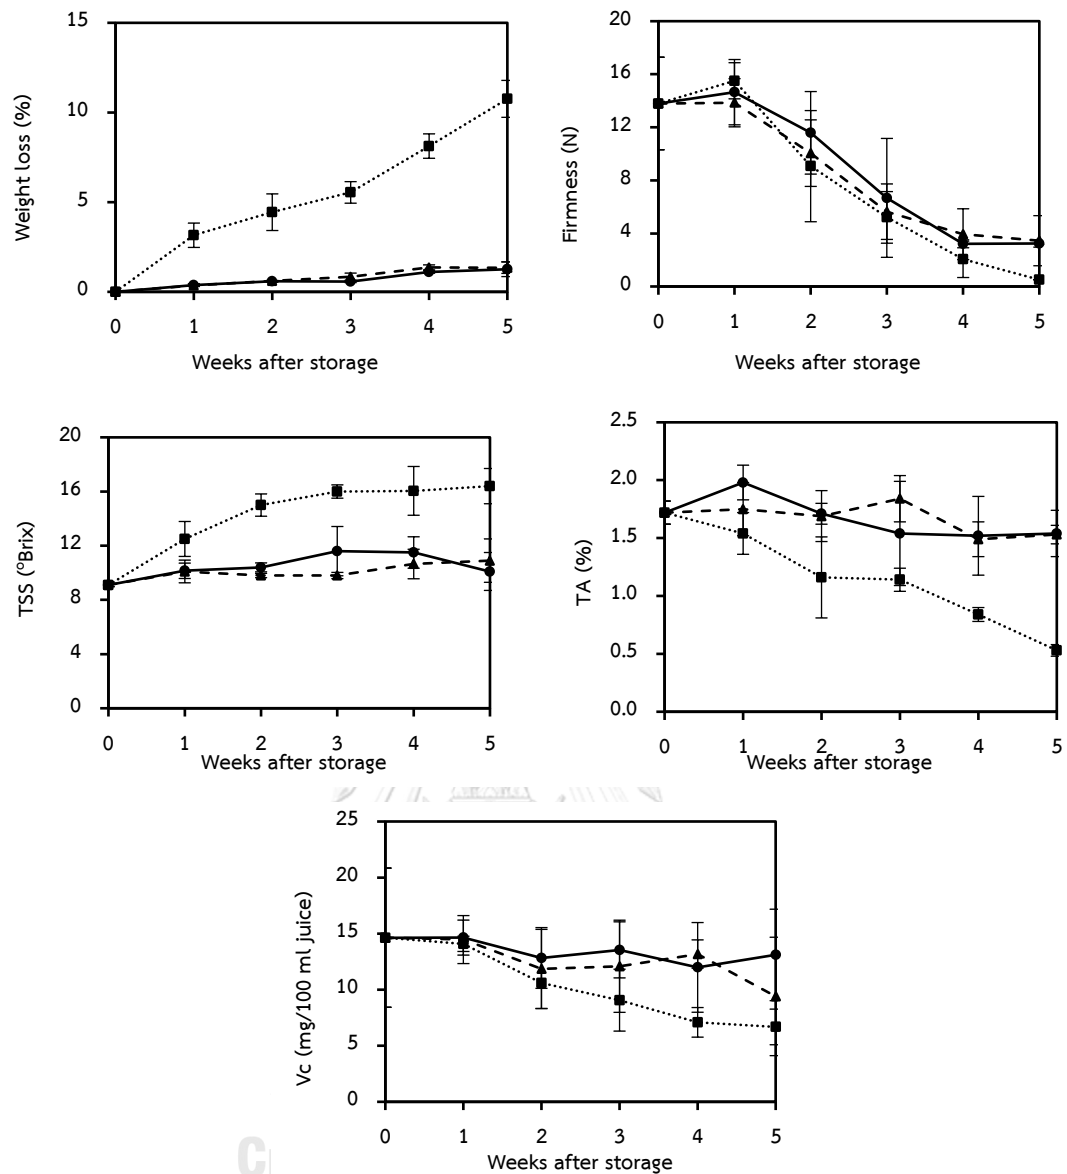 Weight loss (%)
15
10
5
0
0 1 2 3 4 5
Weeks after storage
Firmness (N)
20
16
12
8
4
0
0 1 2 3 4 5
Weeks after storage
TSS (°Brix)
20
16
12
8
4
0
0 1 2 3 4 5
Weeks after storage
TA (%)
2.5
2.0
1.5
1.0
0.5
0.0
0 1 2 3 4 5
Weeks after storage
Vc (mg/100 ml juice)
25
20
15
10
5
0
0 1 2 3 4 5
Weeks after storage